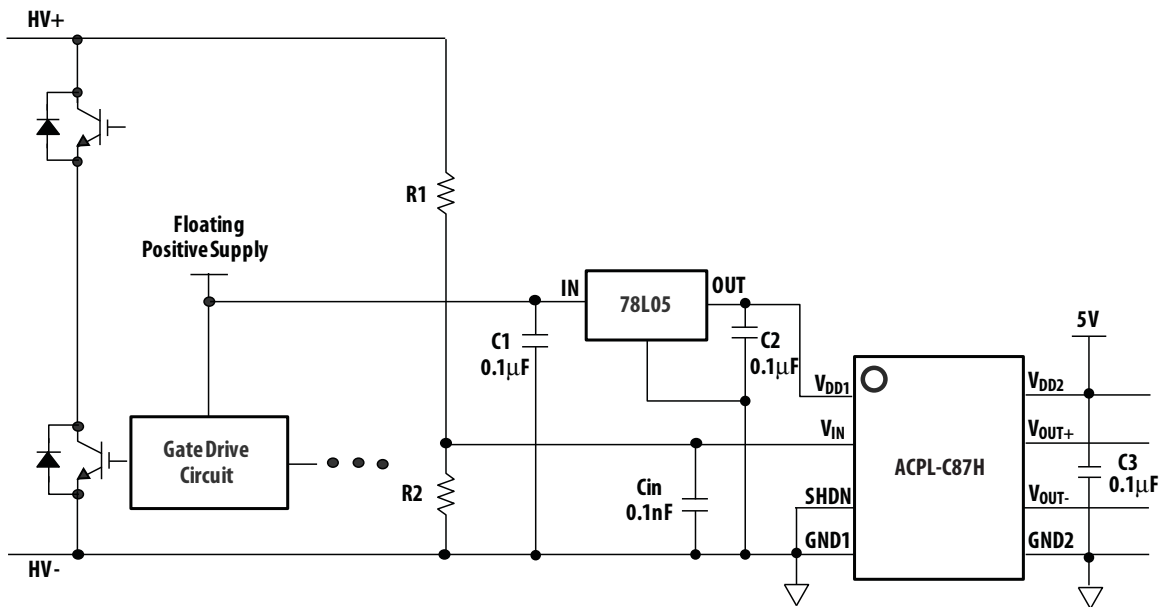 HV+
R1
Floating
Positive Supply
IN
78L05
OUT
C1
0.1μF
C2
0.1μF
5V
VDD1
VDD2
VIN
VOUT+
Gate Drive
Circuit
ACPL-C87H
C3
0.1μF
R2
Cin
0.1nF
SHDN
VOUT-
GND1
GND2
HV-